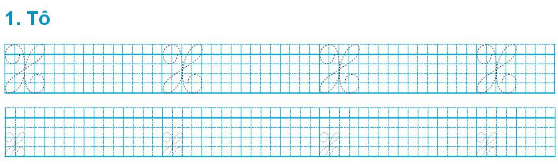 1. Tô
X X X X
x x x x